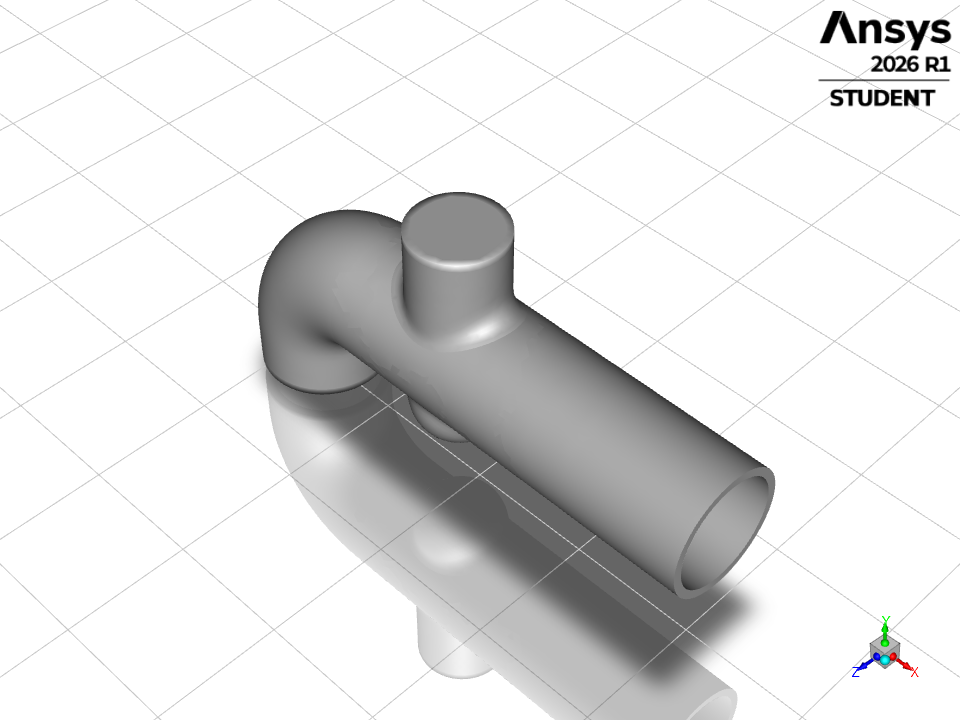 Ansys
2026 R1
STUDENT
Y
Z
X